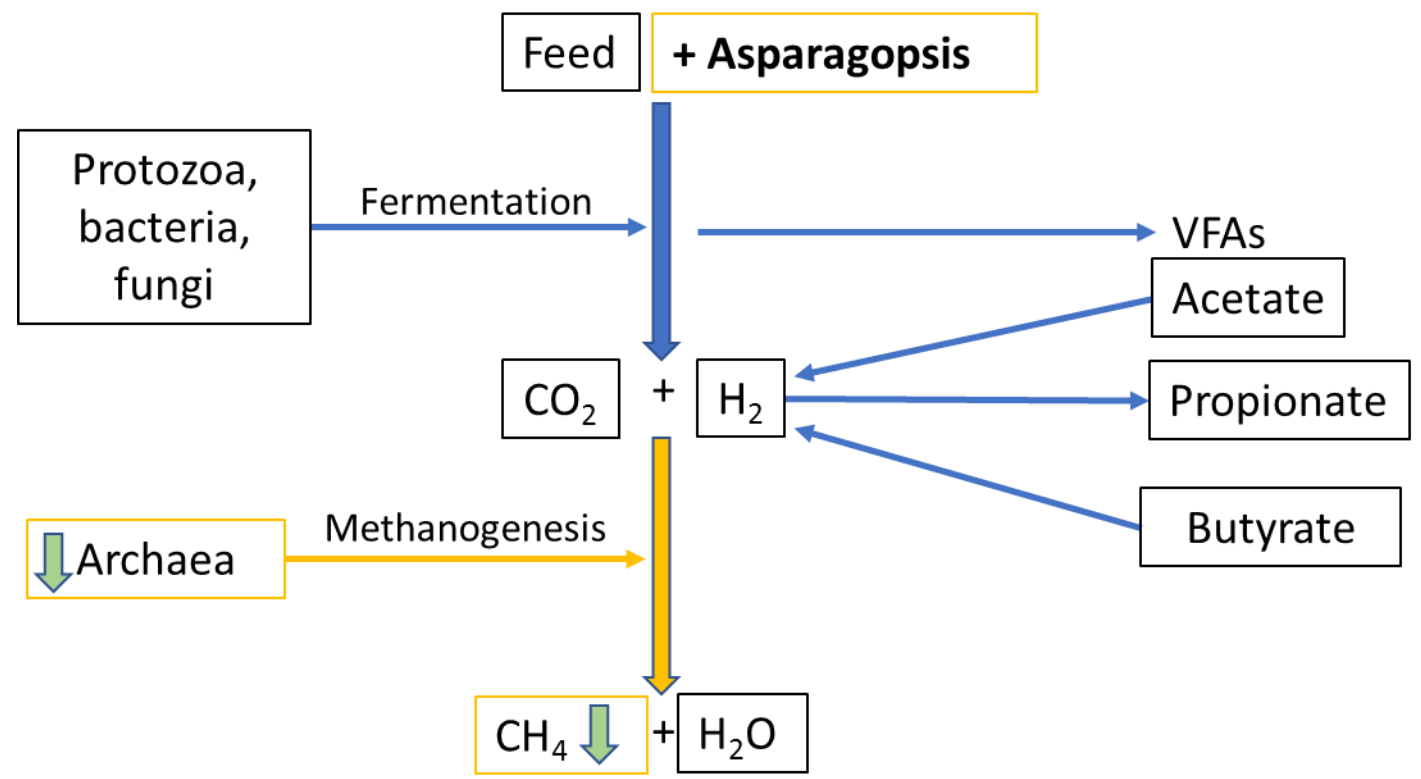 Feed
+ Asparagopsis
Protozoa,
bacteria,
fungi
Fermentation
VFAs
Acetate
CO₂
+
H₂
Propionate
Butyrate
Methanogenesis
Archaea
CH₄
+
H₂O